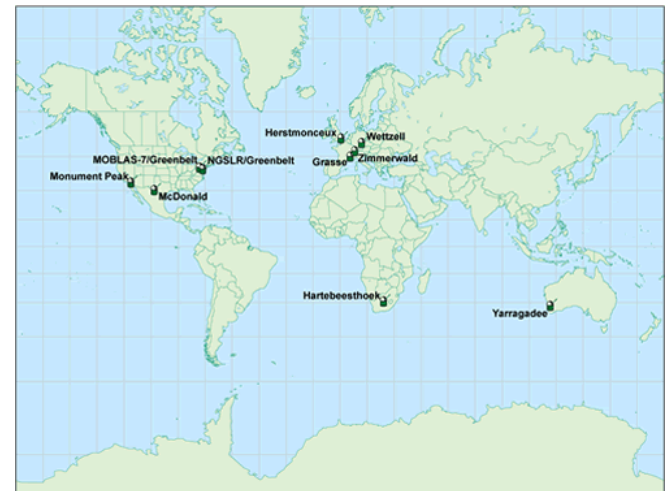 Herstmonceux
Wettzell
MOBLAS-7/Greenbelt
NGSLR/Greenbelt
Grasse
Zimmerwald
Monument Peak
McDonald
Hartebeesthoek
Yarragadee